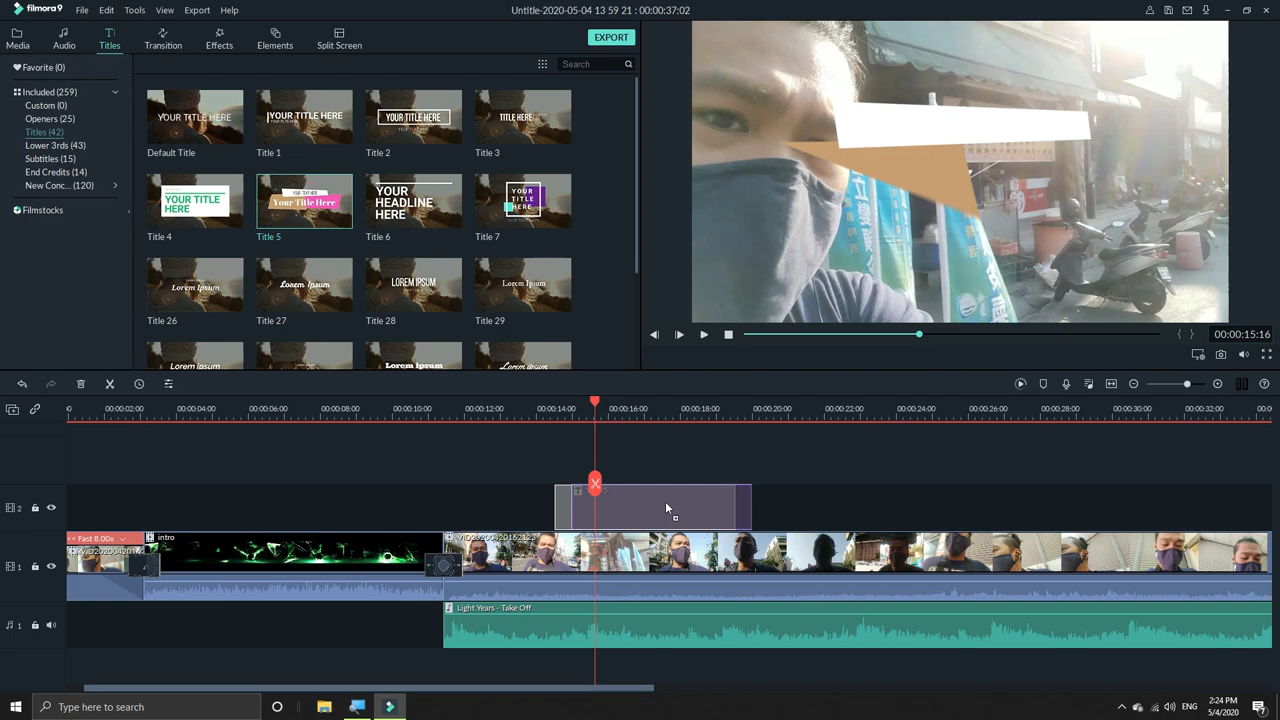 filmora9 File Edit Tools View Export Help Untitle-2020-05-04 13 59 21 : 00:00:37:02
Media Audio Titles Transition Effects Elements Split Screen EXPORT
Favorite (0)
Search
Included (259)
Custom (0)
Openers (25)
Titles (42)
Lower 3rds (43)
Subtitles (15)
End Credits (14)
New Conc... (120)
Filmstocks
YOUR TITLE HERE
YOUR TITLE HERE
YOUR TITLE HERE
TITLE HERE
Default Title Title 1 Title 2 Title 3
YOUR TITLE HERE
YOUR TEXT HERE
Your Title Here
YOUR HEADLINE HERE
YOUR TITLE HERE
Title 4 Title 5 Title 6 Title 7
Lorem Ipsum Lorem Ipsum LOREM IPSUM Lorem Ipsum
Title 26 Title 27 Title 28 Title 29
Lorem Ipsum Lorem Ipsum Your Title Here Lorem Ipsum
00:00:15:16
00:00:02:00 00:00:04:00 00:00:06:00 00:00:08:00 00:00:10:00 00:00:12:00 00:00:14:00 00:00:16:00 00:00:18:00 00:00:20:00 00:00:22:00 00:00:24:00 00:00:26:00 00:00:28:00 00:00:30:00 00:00:32:00
2
<< Fast 8.00x intro
1
1 Light Years - Take Off
Type here to search
ENG
2:24 PM
5/4/2020
7